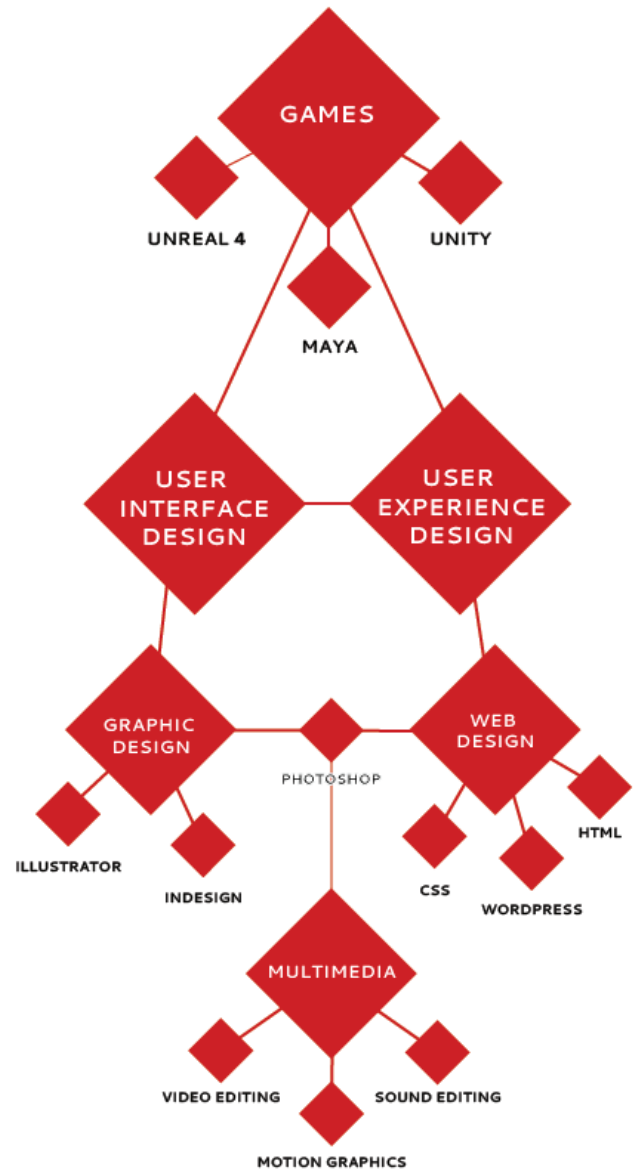 GAMES
UNREAL 4
UNITY
MAYA
USER
INTERFACE
DESIGN
USER
EXPERIENCE
DESIGN
GRAPHIC
DESIGN
WEB
DESIGN
PHOTOSHOP
ILLUSTRATOR
INDESIGN
CSS
WORDPRESS
HTML
MULTIMEDIA
VIDEO EDITING
SOUND EDITING
MOTION GRAPHICS